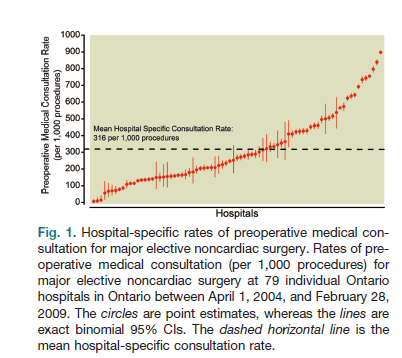 Preoperative Medical Consultation Rate
(per 1,000 procedures)
1000
900
800
700
600
500
400
300
200
100
0
Mean Hospital Specific Consultation Rate:
316 per 1,000 procedures
Hospitals
Fig. 1. Hospital-specific rates of preoperative medical con-
sultation for major elective noncardiac surgery. Rates of pre-
operative medical consultation (per 1,000 procedures) for
major elective noncardiac surgery at 79 individual Ontario
hospitals in Ontario between April 1, 2004, and February 28,
2009. The circles are point estimates, whereas the lines are
exact binomial 95% CIs. The dashed horizontal line is the
mean hospital-specific consultation rate.